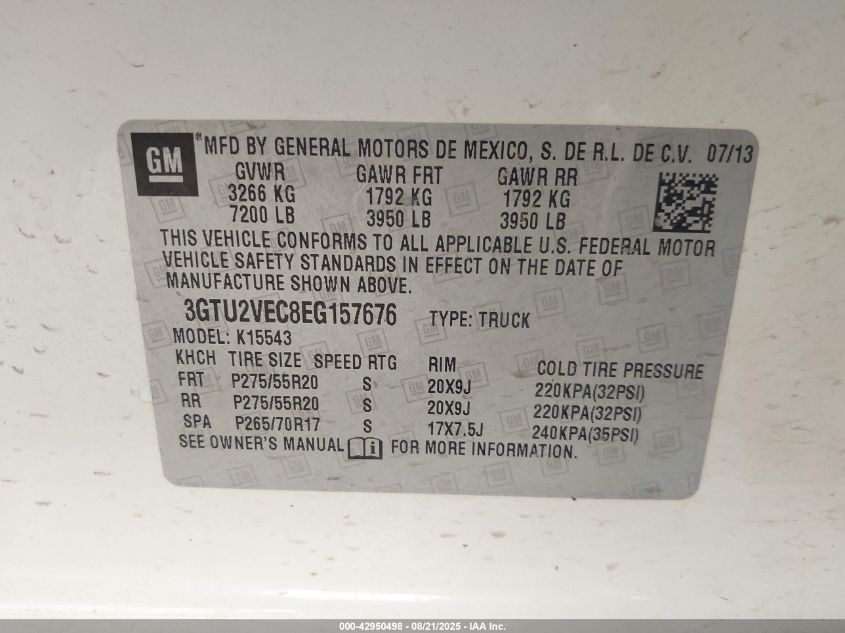 GM ®MFD BY GENERAL MOTORS DE MEXICO, S. DE R.L. DE C.V. 07/13
GVWR GAWR FRT GAWR RR
3266 KG 1792 KG 1792 KG
7200 LB 3950 LB 3950 LB
THIS VEHICLE CONFORMS TO ALL APPLICABLE U.S. FEDERAL MOTOR
VEHICLE SAFETY STANDARDS IN EFFECT ON THE DATE OF
MANUFACTURE SHOWN ABOVE.
3GTU2VEC8EG157676 TYPE: TRUCK
MODEL: K15543
KHCH TIRE SIZE SPEED RTG RIM COLD TIRE PRESSURE
FRT P275/55R20 S 20X9J 220KPA(32PSI)
RR P275/55R20 S 20X9J 220KPA(32PSI)
SPA P265/70R17 S 17X7.5J 240KPA(35PSI)
SEE OWNER'S MANUAL FOR MORE INFORMATION.
000-42950498 - 08/21/2025 - IAA Inc.